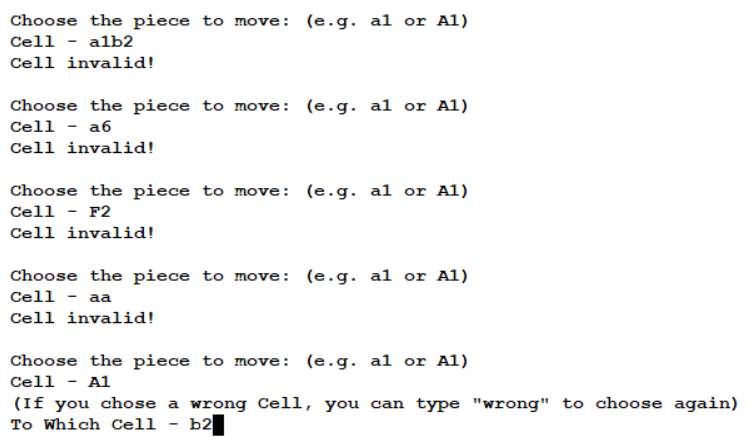 Choose the piece to move: (e.g. a1 or A1)
Cell - a1b2
Cell invalid!
Choose the piece to move: (e.g. a1 or A1)
Cell - a6
Cell invalid!
Choose the piece to move: (e.g. a1 or A1)
Cell - F2
Cell invalid!
Choose the piece to move: (e.g. a1 or A1)
Cell - aa
Cell invalid!
Choose the piece to move: (e.g. a1 or A1)
Cell - A1
(If you chose a wrong Cell, you can type "wrong" to choose again)
To Which Cell - b2